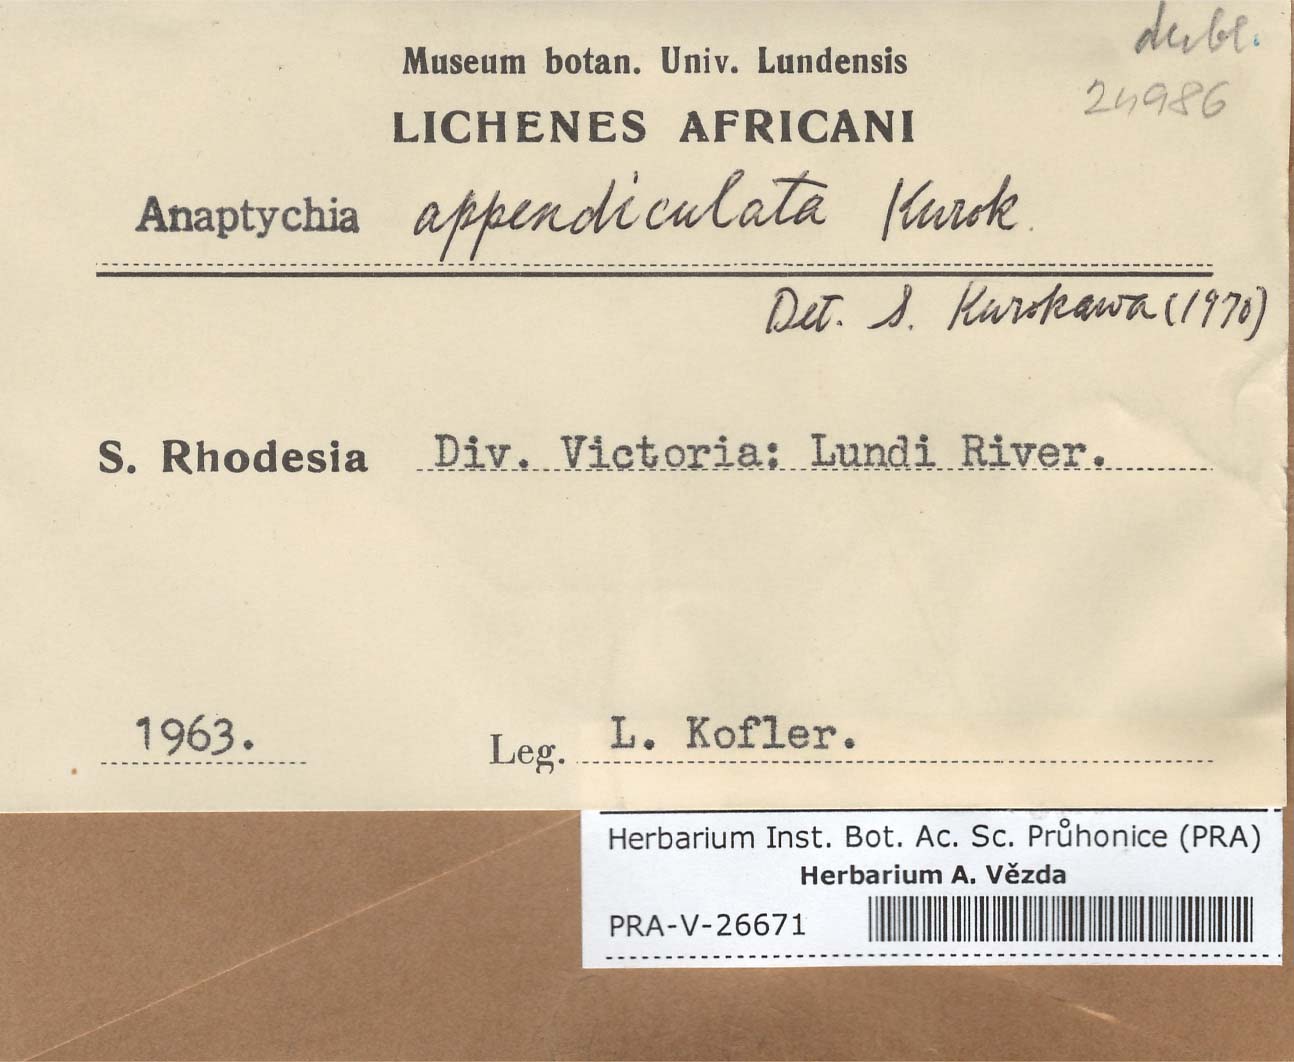 dubl.
24986
Museum botan. Univ. Lundensis
LICHENES AFRICANI
Anaptychia appendiculata Kurok.
Det. S. Kurokawa (1970)
S. Rhodesia Div. Victoria: Lundi River.
1963. Leg. L. Kofler.
Herbarium Inst. Bot. Ac. Sc. Průhonice (PRA)
Herbarium A. Vězda
PRA-V-26671